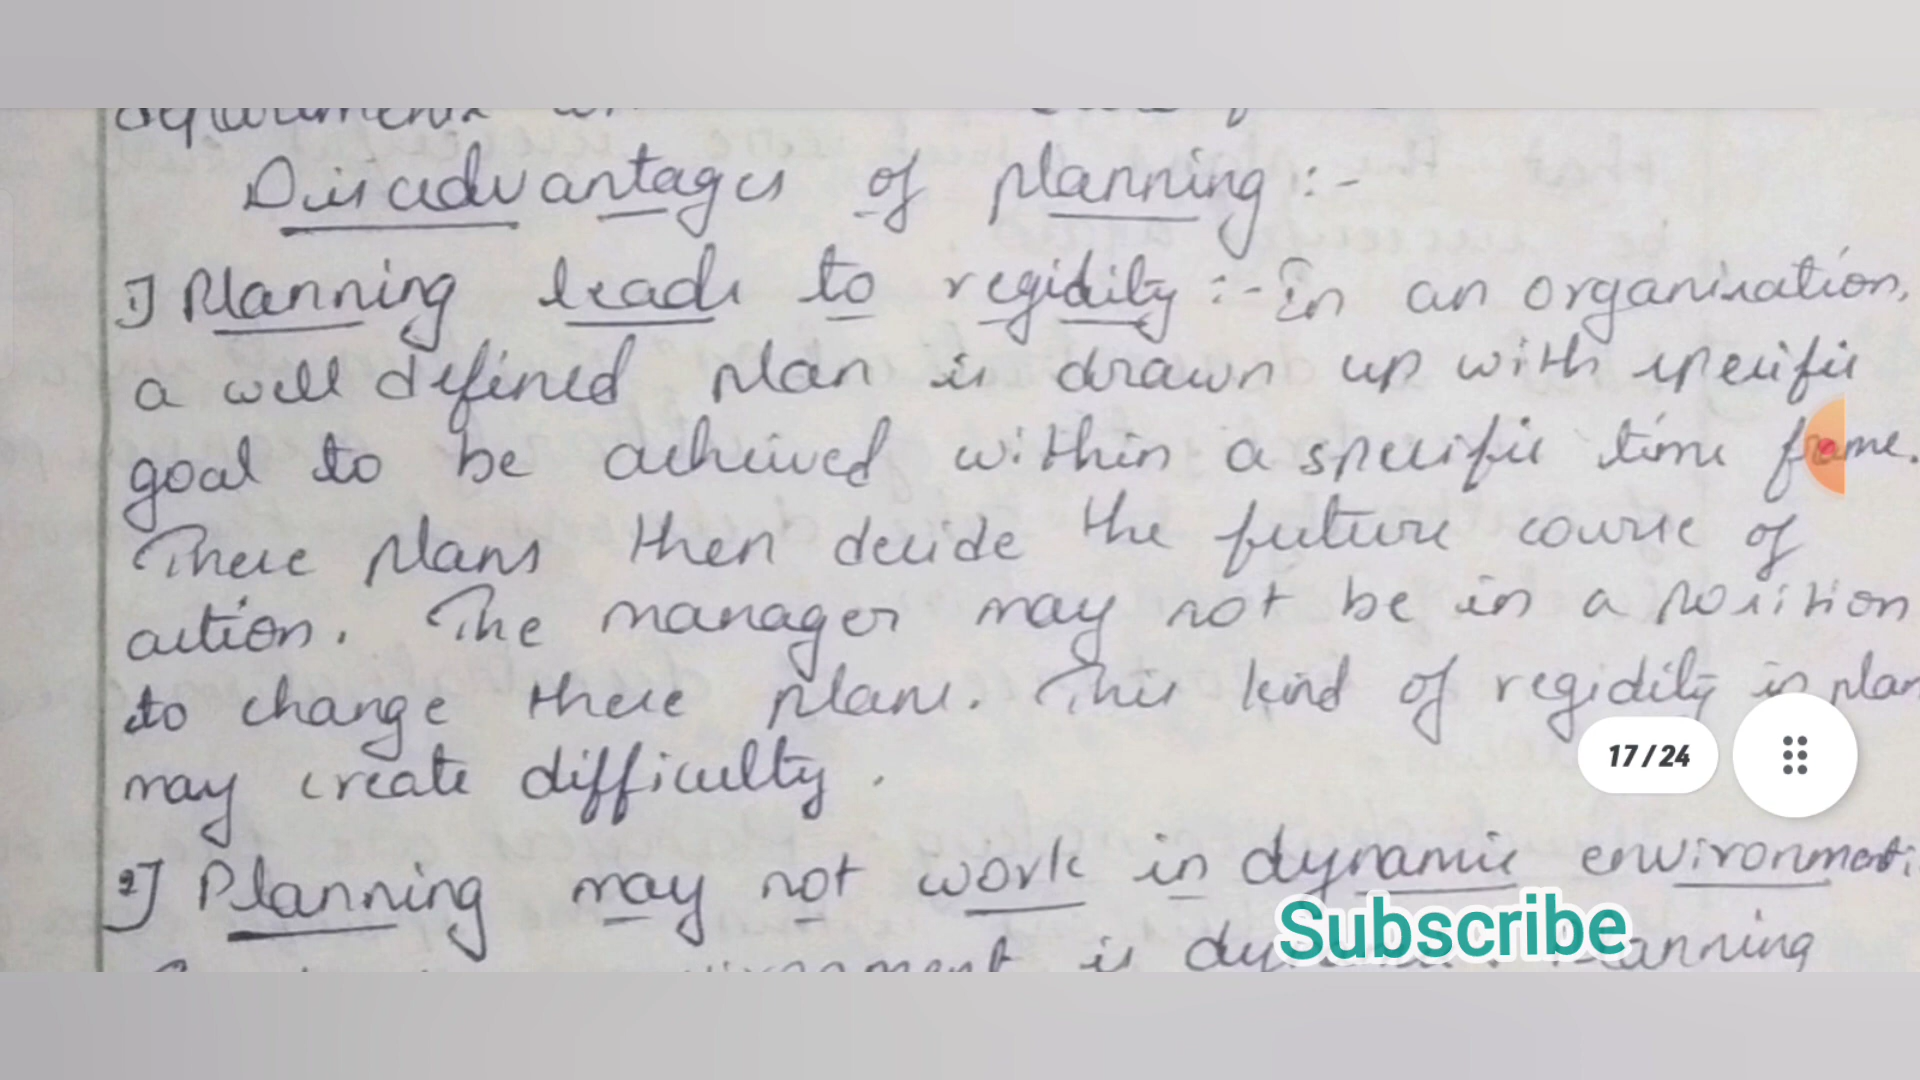 Disadvantages of planning :-
1] Planning leads to regidity :- In an organisation,
a well defined plan is drawn up with specific
goal to be achieved within a specific time frame.
These plans then decide the future course of
action. The manager may not be in a position
to change these plans. This kind of regidity in plan
may create difficulty.
17/24
2] Planning may not work in dynamic environment:
Subscribe
is planning